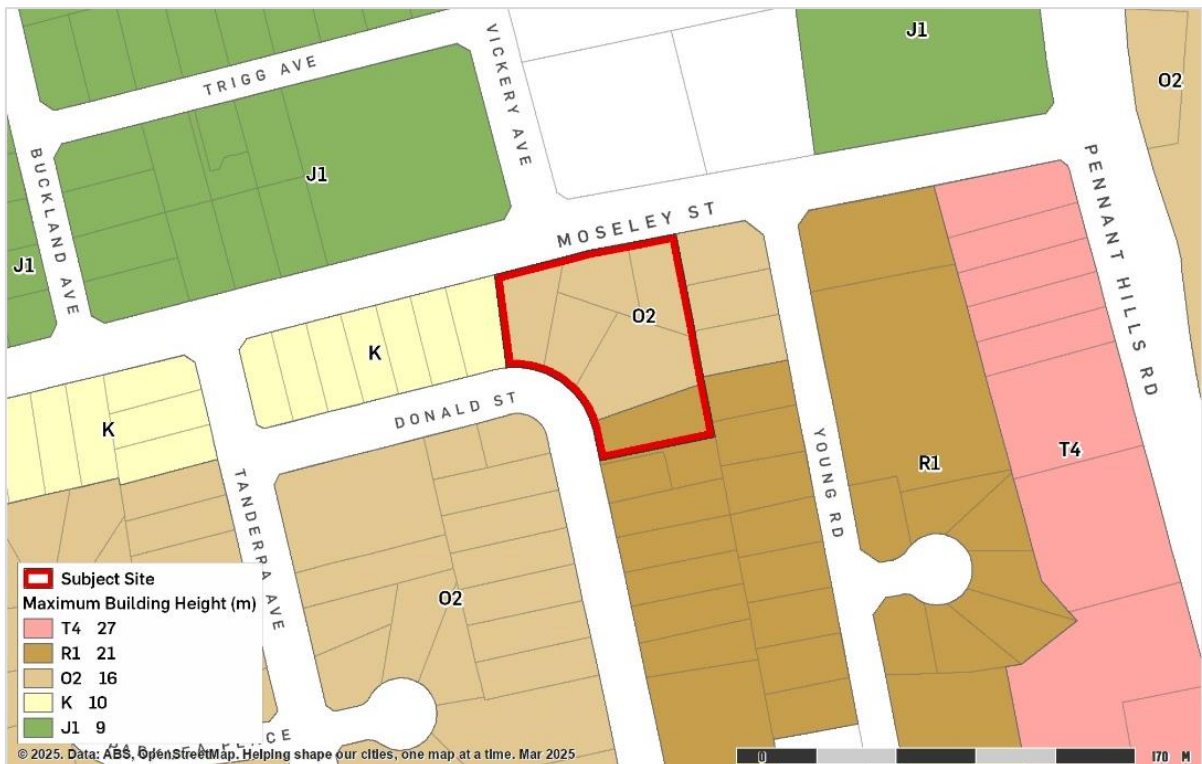 J1
O2
TRIGG AVE
VICKERY AVE
BUCKLAND AVE
J1
J1
MOSELEY ST
PENNANT HILLS RD
O2
K
DONALD ST
K
YOUNG RD
R1
T4
TANDERRA AVE
O2
Subject Site
Maximum Building Height (m)
T4 27
R1 21
O2 16
K 10
J1 9
© 2025. Data: ABS, OpenStreetMap. Helping shape our cities, one map at a time. Mar 2025
0 170 M